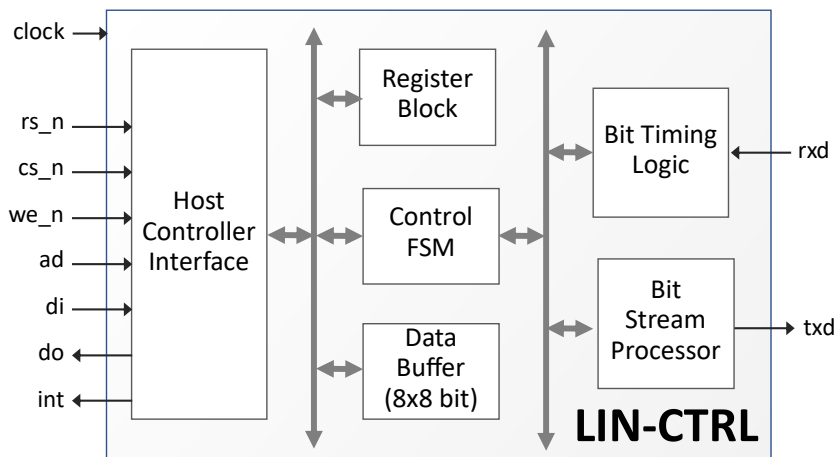 clock
rs_n
cs_n
we_n
ad
di
do
int
Host
Controller
Interface
Register
Block
Control
FSM
Data
Buffer
(8x8 bit)
Bit Timing
Logic
Bit
Stream
Processor
rxd
txd
LIN-CTRL